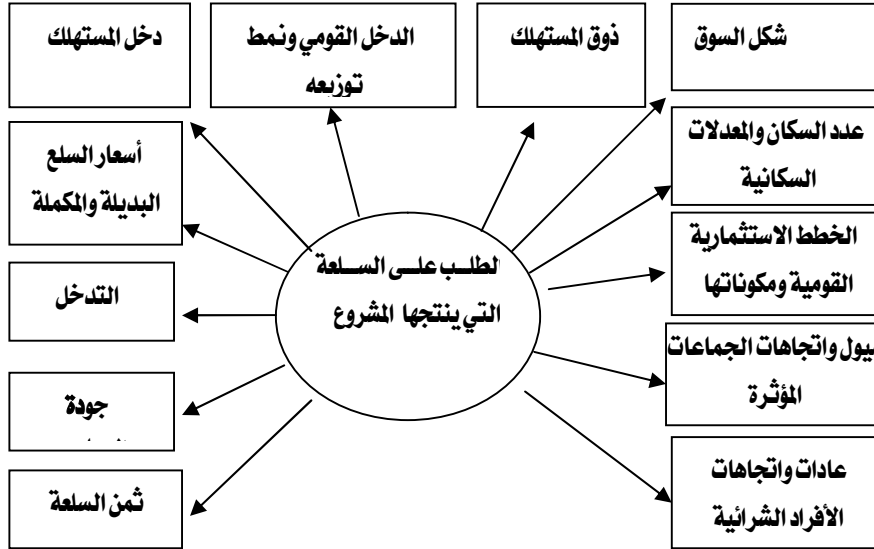 شكل السوق
ذوق المستهلك
الدخل القومي ونمط
توزيعه
دخل المستهلك
عدد السكان والمعدلات
السكانية
أسعار السلع
البديلة والمكملة
الخطط الاستثمارية
القومية ومكوناتها
لطلب على السلعة
التي ينتجها المشروع
التدخل
يول واتجاهات الجماعات
المؤثرة
جودة
عادات واتجاهات
الأفراد الشرائية
ثمن السلعة